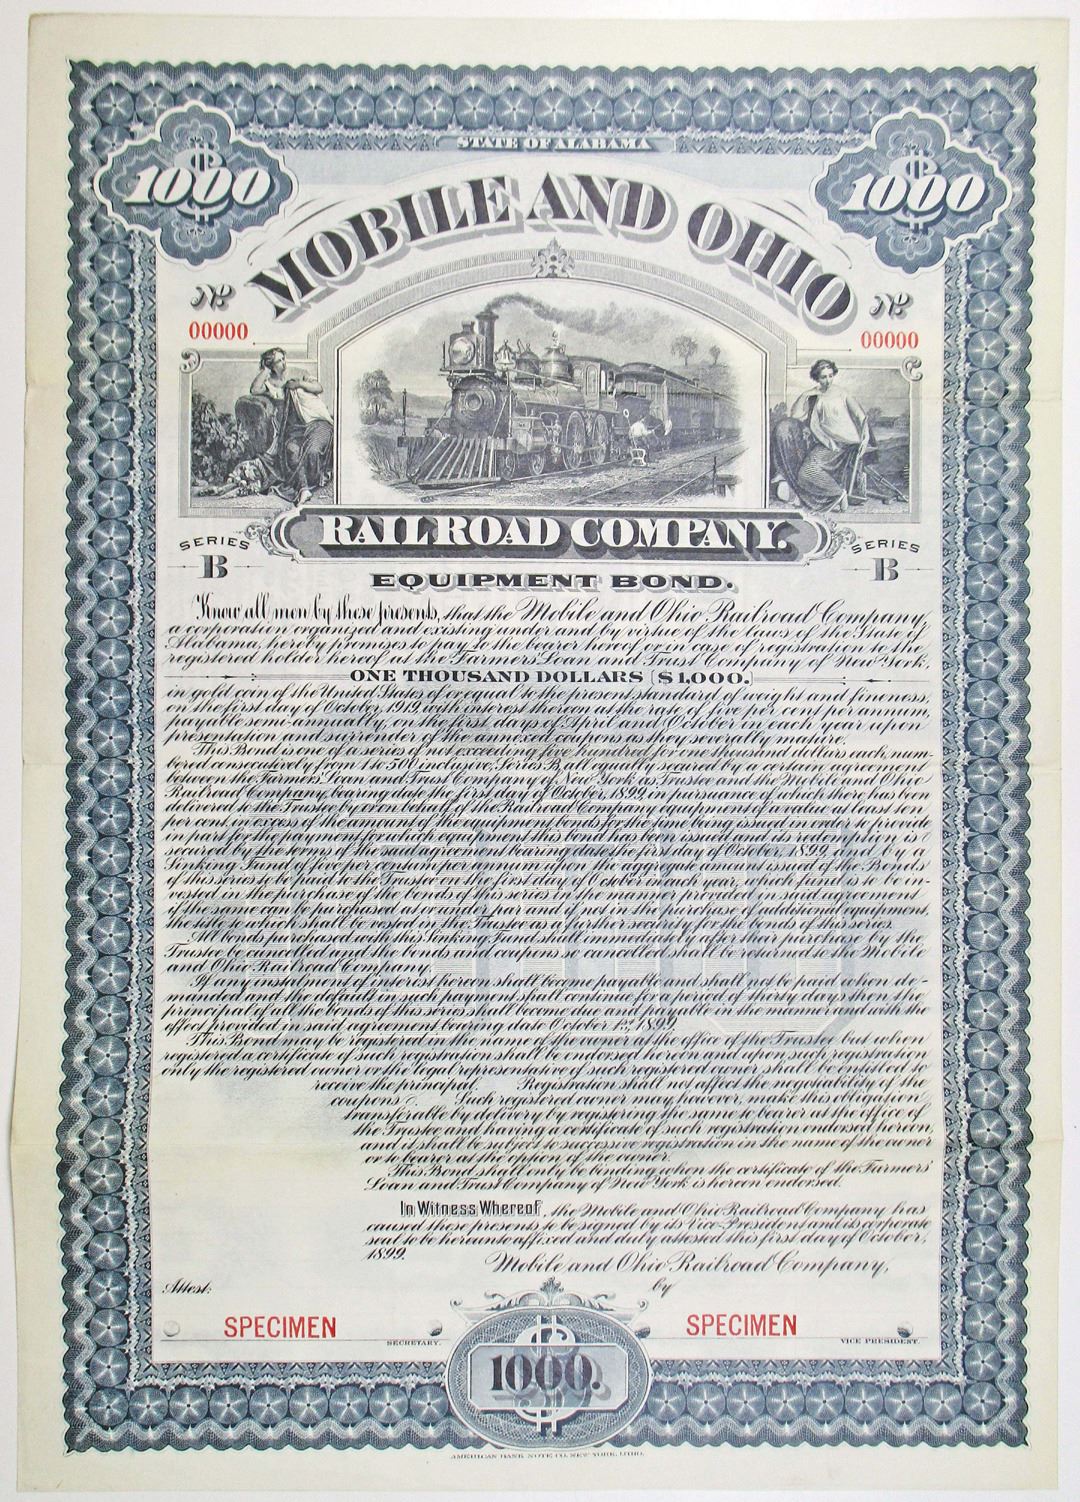 STATE OF ALABAMA
$1000
$1000
MOBILE AND OHIO
No
00000
No
00000
RAILROAD COMPANY.
SERIES
B
SERIES
B
EQUIPMENT BOND.
Know all men by these presents, that the Mobile and Ohio Railroad Company,
a corporation organized and existing under and by virtue of the laws of the State of
Alabama, hereby promises to pay to the bearer hereof or in case of registration to the
registered holder hereof at the Farmers' Loan and Trust Company of New York,
ONE THOUSAND DOLLARS ($1,000.)
in gold coin of the United States of or equal to the present standard of weight and fineness,
on the first day of October, 1919, with interest thereon at the rate of five per cent per annum,
payable semi-annually, on the first days of April and October in each year upon
presentation and surrender of the annexed coupons as they severally mature.
This Bond is one of a series of not exceeding five hundred for one thousand dollars each, num-
bered consecutively from 1 to 500 inclusive, Series B, all equally secured by a certain agreement
between the Farmers' Loan and Trust Company of New York, as Trustee and the Mobile and Ohio
Railroad Company, bearing date the first day of October, 1899, in pursuance of which there has been
delivered to the Trustee by or on behalf of the Railroad Company equipment of a value at least ten
per cent, in excess of the amount of the equipment bonds for the time being issued in order to provide
in part for the payment for which equipment this bond has been issued and its redemption is
secured by the terms of the said agreement bearing date the first day of October, 1899, and by a
Sinking Fund of five per centum per annum upon the aggregate amount issued of the Bonds
of this series to be paid to the Trustee on the first day of October in each year, which fund is to be in-
vested in the purchase of the bonds of this series in the manner provided in said agreement
if the same can be purchased at or under par and if not in the purchase of additional equipment,
the title to which shall be vested in the Trustee as a further security for the bonds of this series.
All bonds purchased with this Sinking Fund shall immediately after their purchase by the
Trustee be cancelled and the bonds and coupons so cancelled shall be returned to the Mobile
and Ohio Railroad Company.
If any instalment of interest hereon shall become payable and shall not be paid when de-
manded and the default in such payment shall continue for a period of thirty days then the
principal of all the bonds of this series shall become due and payable in the manner and with the
effect provided in said agreement bearing date October 1st, 1899.
This Bond may be registered in the name of the owner at the office of the Trustee but when
registered a certificate of such registration shall be endorsed hereon and upon such registration
only the registered owner or the legal representative of such registered owner shall be entitled to
receive the principal. Registration shall not affect the negotiability of the
coupons. Such registered owner may, however, make this obligation
transferable by delivery by registering the same to bearer at the office of
the Trustee, and having a certificate of such registration endorsed hereon,
and it shall be subject to successive registration in the name of the owner
or to bearer at the option of the owner.
This Bond shall only be binding when the certificate of the Farmers'
Loan and Trust Company of New York is hereon endorsed.
In Witness Whereof, the Mobile and Ohio Railroad Company has
caused these presents to be signed by its Vice-President and its corporate
seal to be hereunto affixed and duly attested this first day of October,
1899.
Mobile and Ohio Railroad Company,
Attest:
by
SPECIMEN
SPECIMEN
SECRETARY.
VICE PRESIDENT.
$1000.
AMERICAN BANK NOTE CO. NEW YORK.